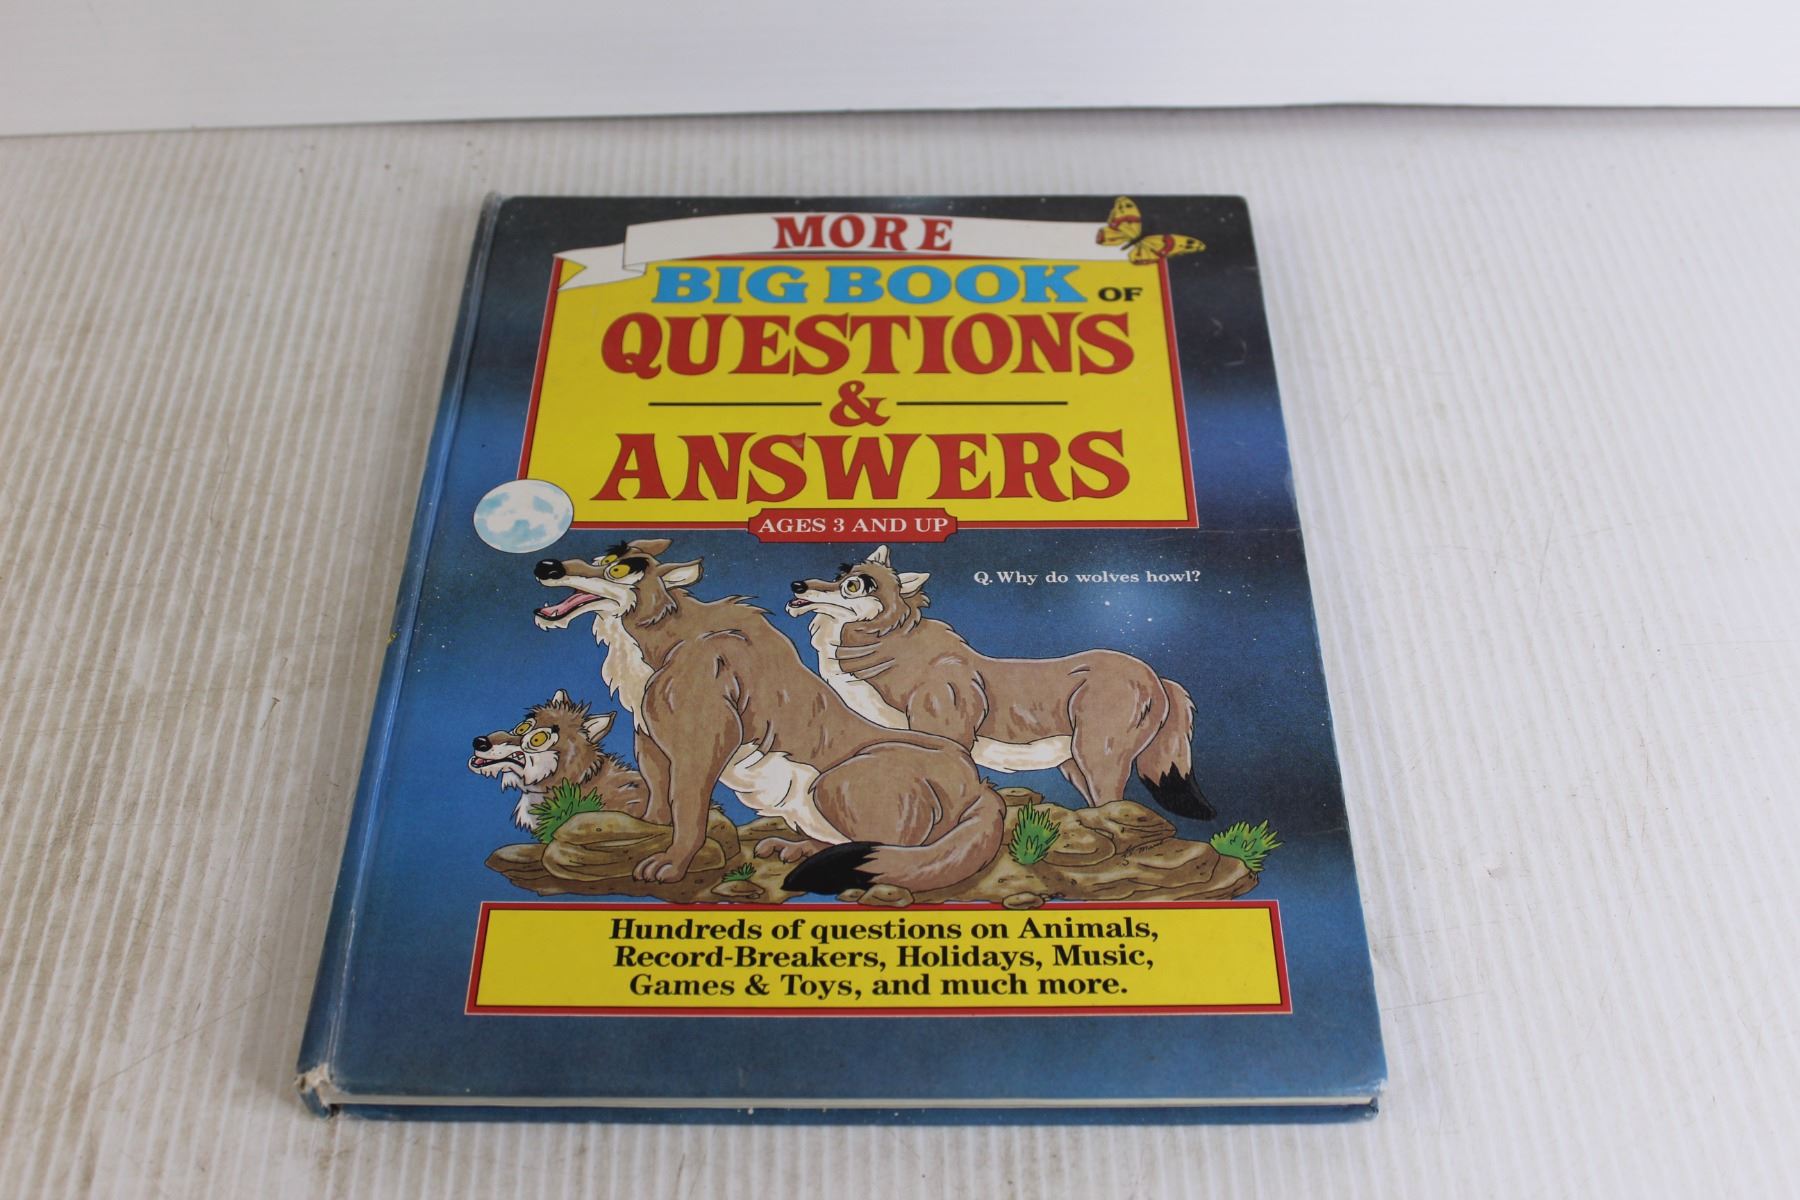 MORE
BIG BOOK OF
QUESTIONS
&
ANSWERS
AGES 3 AND UP
Q. Why do wolves howl?
Hundreds of questions on Animals,
Record-Breakers, Holidays, Music,
Games & Toys, and much more.